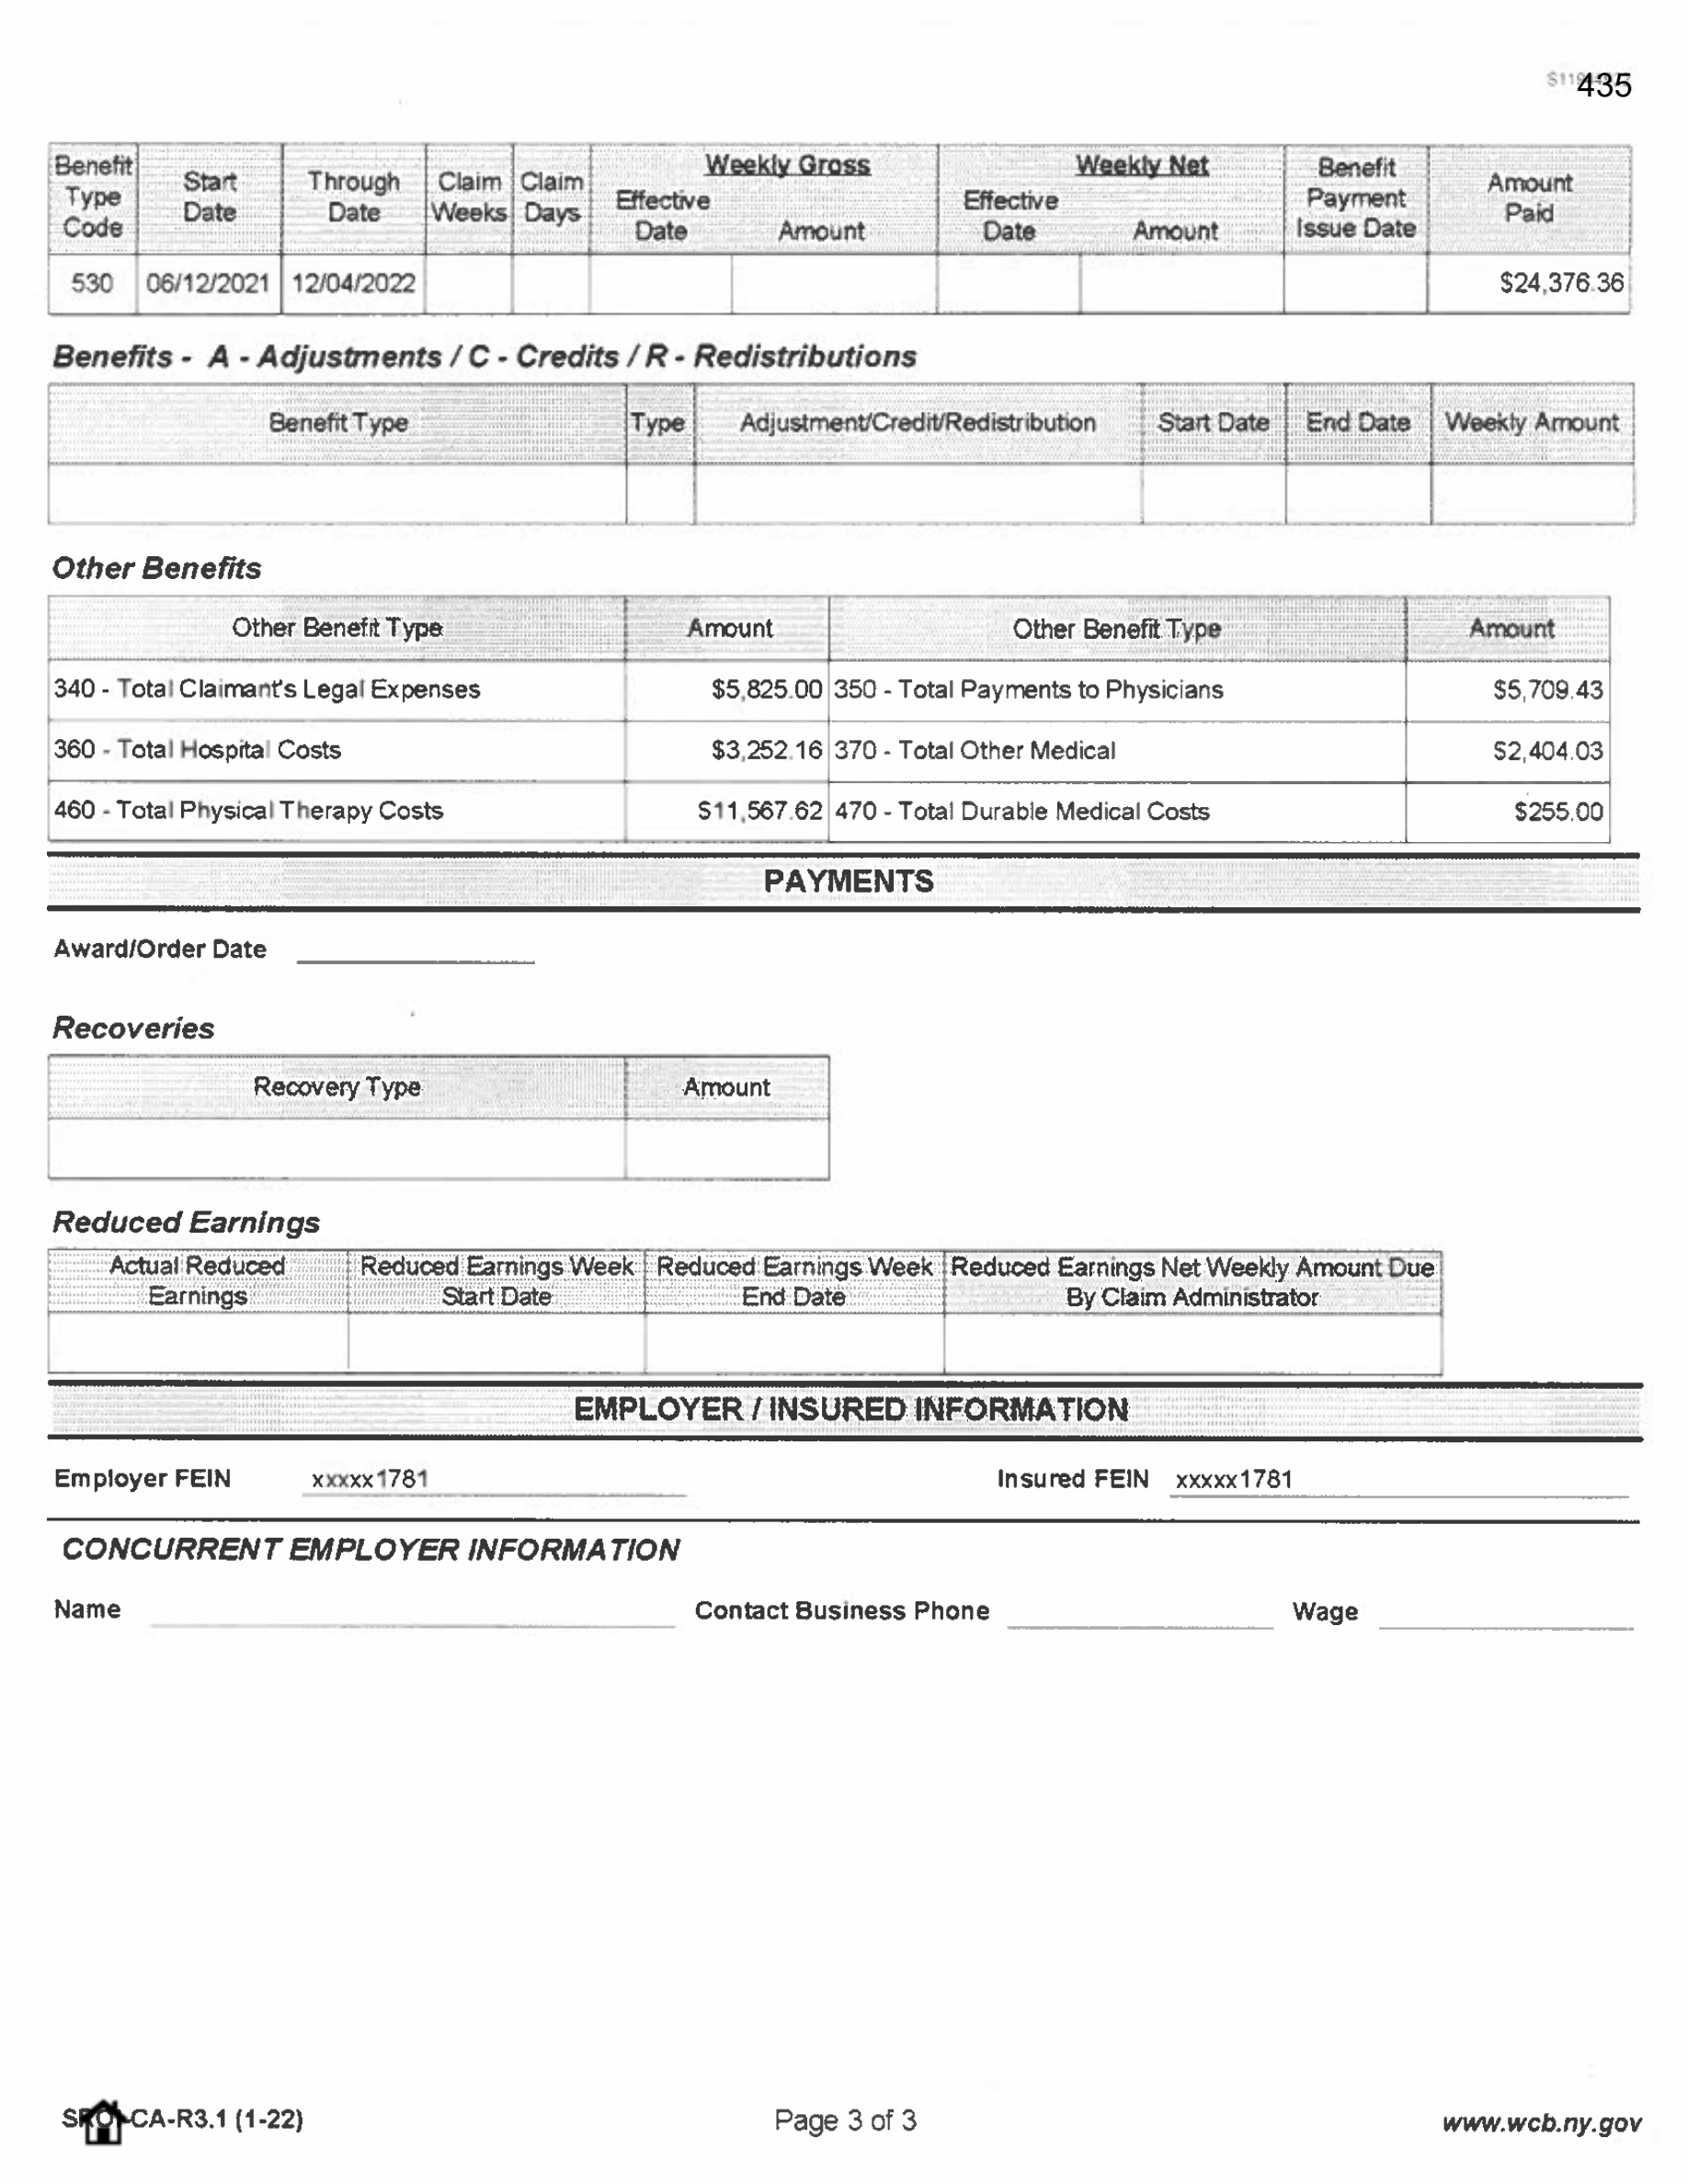 435
Benefit Type Code Start Date Through Date Claim Weeks Claim Days Weekly Gross Effective Date Amount Weekly Net Effective Date Amount Benefit Payment Issue Date Amount Paid
530 06/12/2021 12/04/2022 $24,376.36
Benefits - A - Adjustments / C - Credits / R - Redistributions
Benefit Type Type Adjustment/Credit/Redistribution Start Date End Date Weekly Amount
Other Benefits
Other Benefit Type Amount Other Benefit Type Amount
340 - Total Claimant's Legal Expenses $5,825.00 350 - Total Payments to Physicians $5,709.43
360 - Total Hospital Costs $3,252.16 370 - Total Other Medical $2,404.03
460 - Total Physical Therapy Costs $11,567.62 470 - Total Durable Medical Costs $255.00
PAYMENTS
Award/Order Date
Recoveries
Recovery Type Amount
Reduced Earnings
Actual Reduced Earnings Reduced Earnings Week Start Date Reduced Earnings Week End Date Reduced Earnings Net Weekly Amount Due By Claim Administrator
EMPLOYER / INSURED INFORMATION
Employer FEIN xxxxx1781 Insured FEIN xxxxx1781
CONCURRENT EMPLOYER INFORMATION
Name Contact Business Phone Wage
SROI-CA-R3.1 (1-22) Page 3 of 3 www.wcb.ny.gov